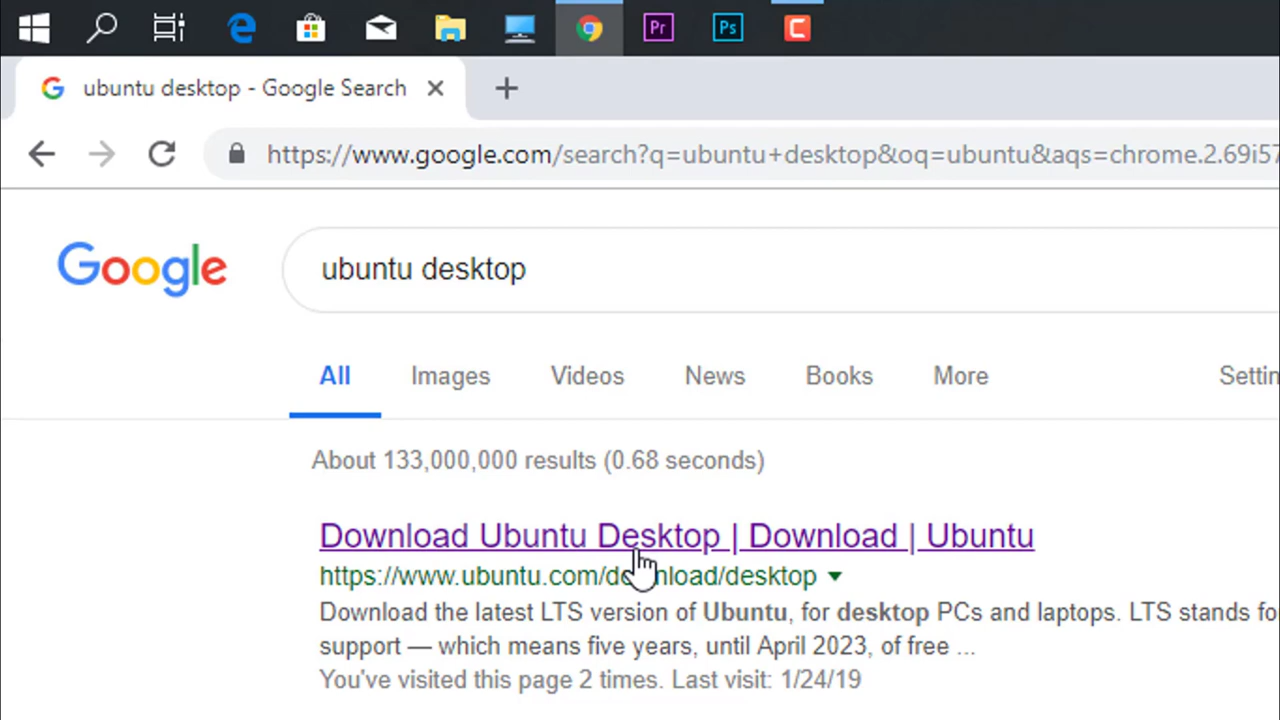 Pr
Ps
ubuntu desktop - Google Search
https://www.google.com/search?q=ubuntu+desktop&oq=ubuntu&aqs=chrome.2.69i57
Google
ubuntu desktop
All Images Videos News Books More Settin
About 133,000,000 results (0.68 seconds)
Download Ubuntu Desktop | Download | Ubuntu
https://www.ubuntu.com/download/desktop
Download the latest LTS version of Ubuntu, for desktop PCs and laptops. LTS stands fo
support — which means five years, until April 2023, of free ...
You've visited this page 2 times. Last visit: 1/24/19